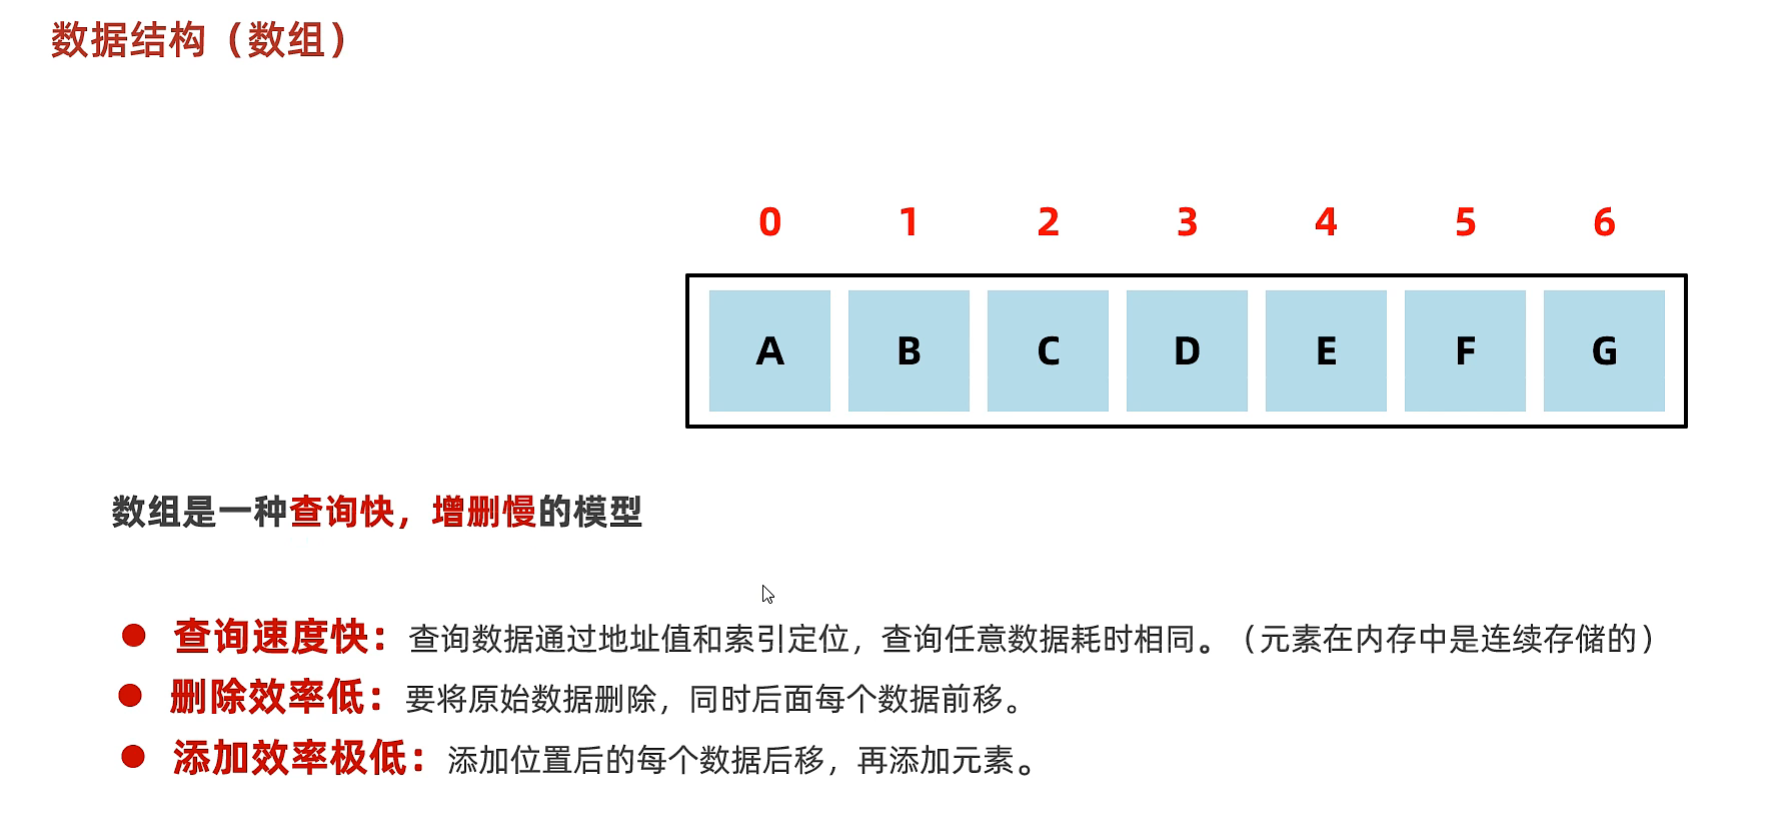 数据结构（数组）
0 1 2 3 4 5 6
A B C D E F G
数组是一种查询快，增删慢的模型
查询速度快：查询数据通过地址值和索引定位，查询任意数据耗时相同。（元素在内存中是连续存储的）
删除效率低：要将原始数据删除，同时后面每个数据前移。
添加效率极低：添加位置后的每个数据后移，再添加元素。